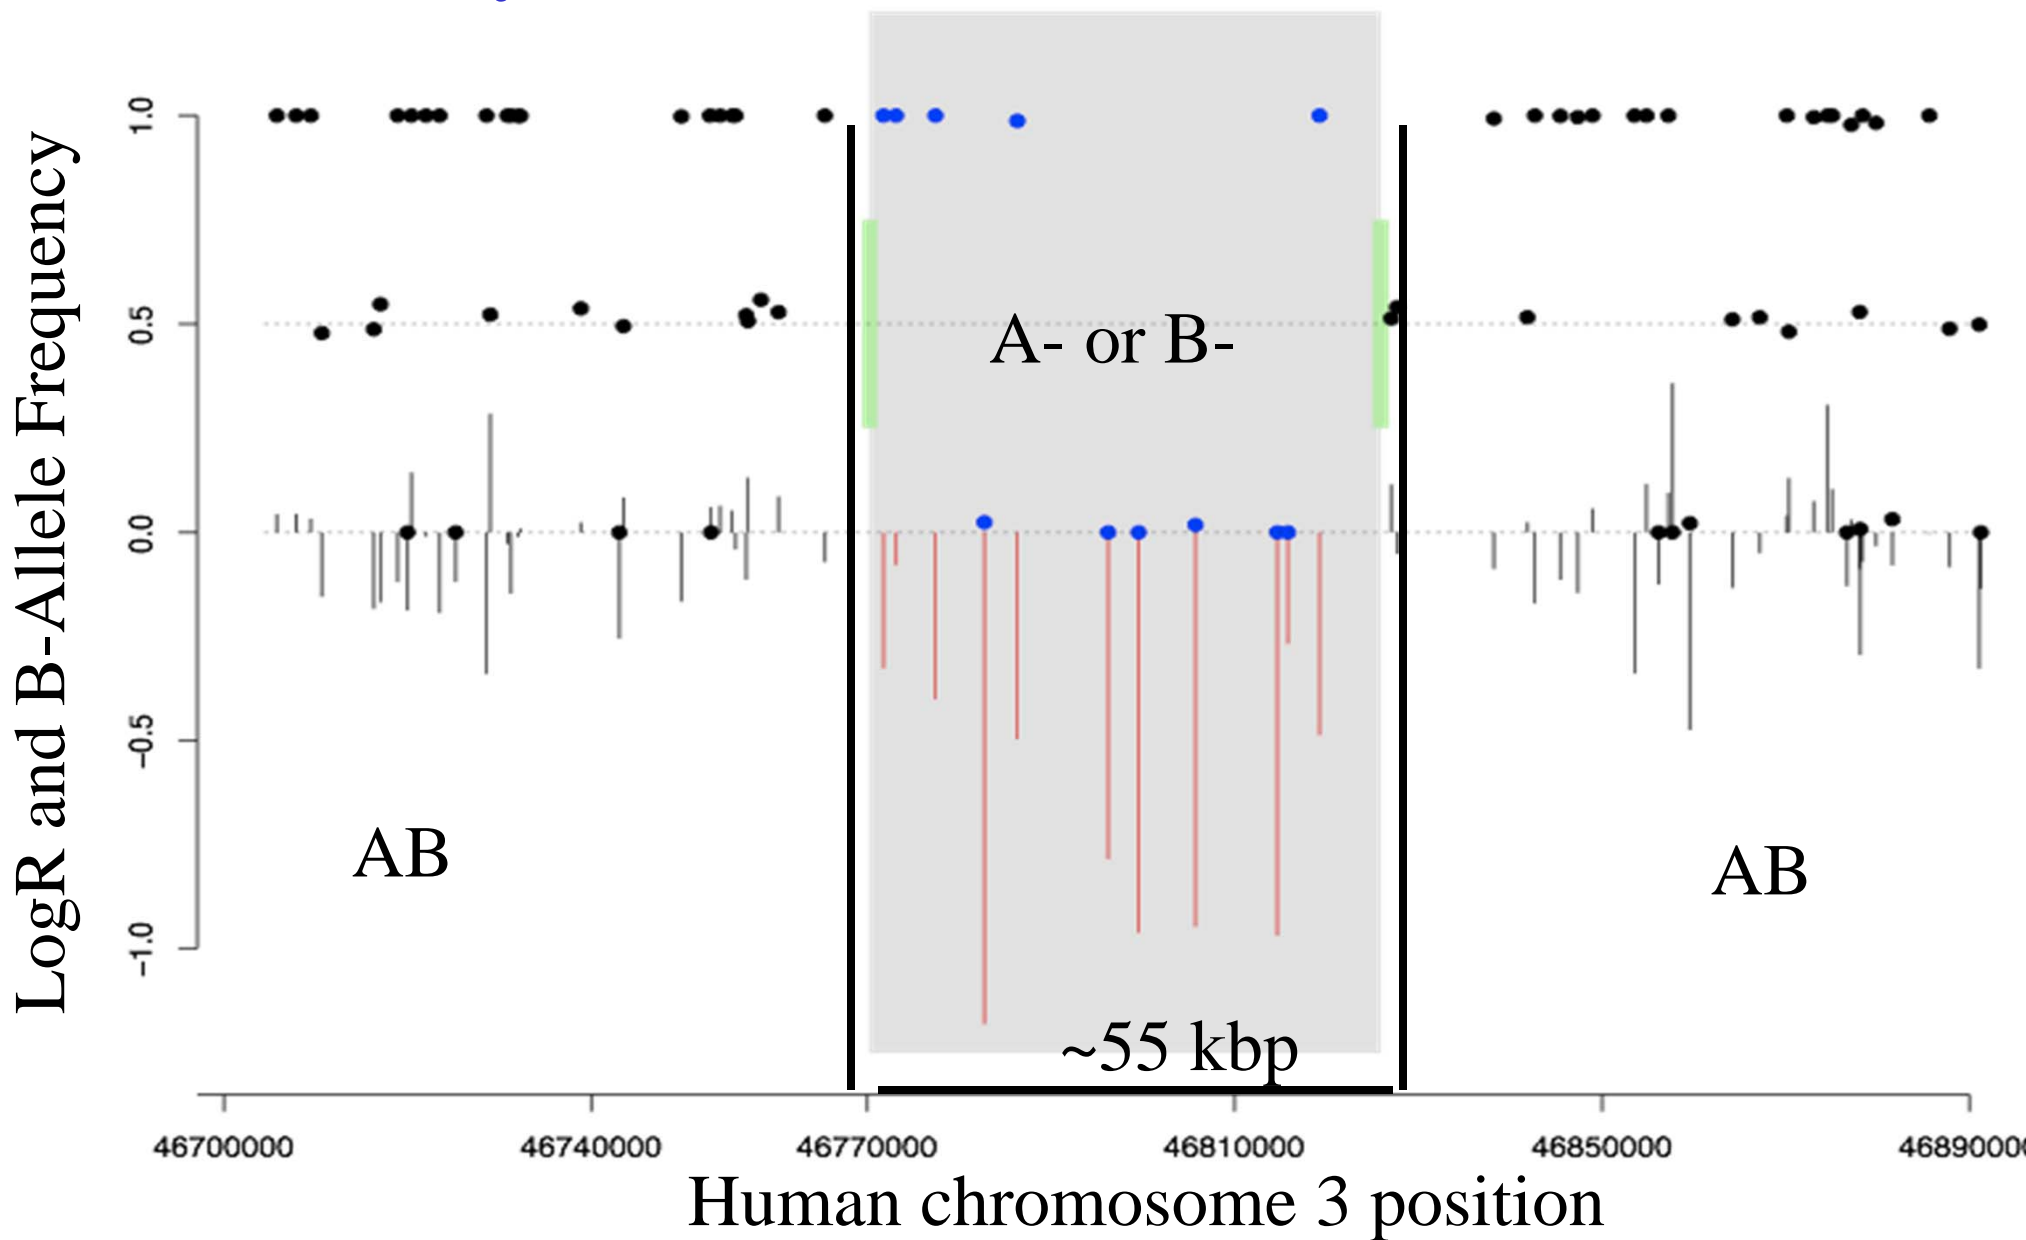 LogR and B-Allele Frequency
1.0
0.5
0.0
-0.5
-1.0
A- or B-
AB
AB
~55 kbp
46700000
46740000
46770000
46810000
46850000
4689000
Human chromosome 3 position